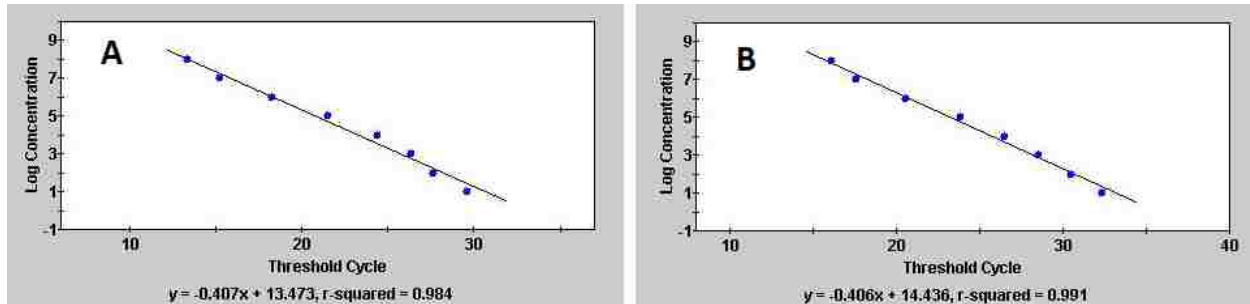 A
Log Concentration
9
7
5
3
1
-1
10 20 30
Threshold Cycle
y = -0.407x + 13.473, r-squared = 0.984
B
Log Concentration
9
7
5
3
1
-1
10 20 30 40
Threshold Cycle
y = -0.406x + 14.436, r-squared = 0.991